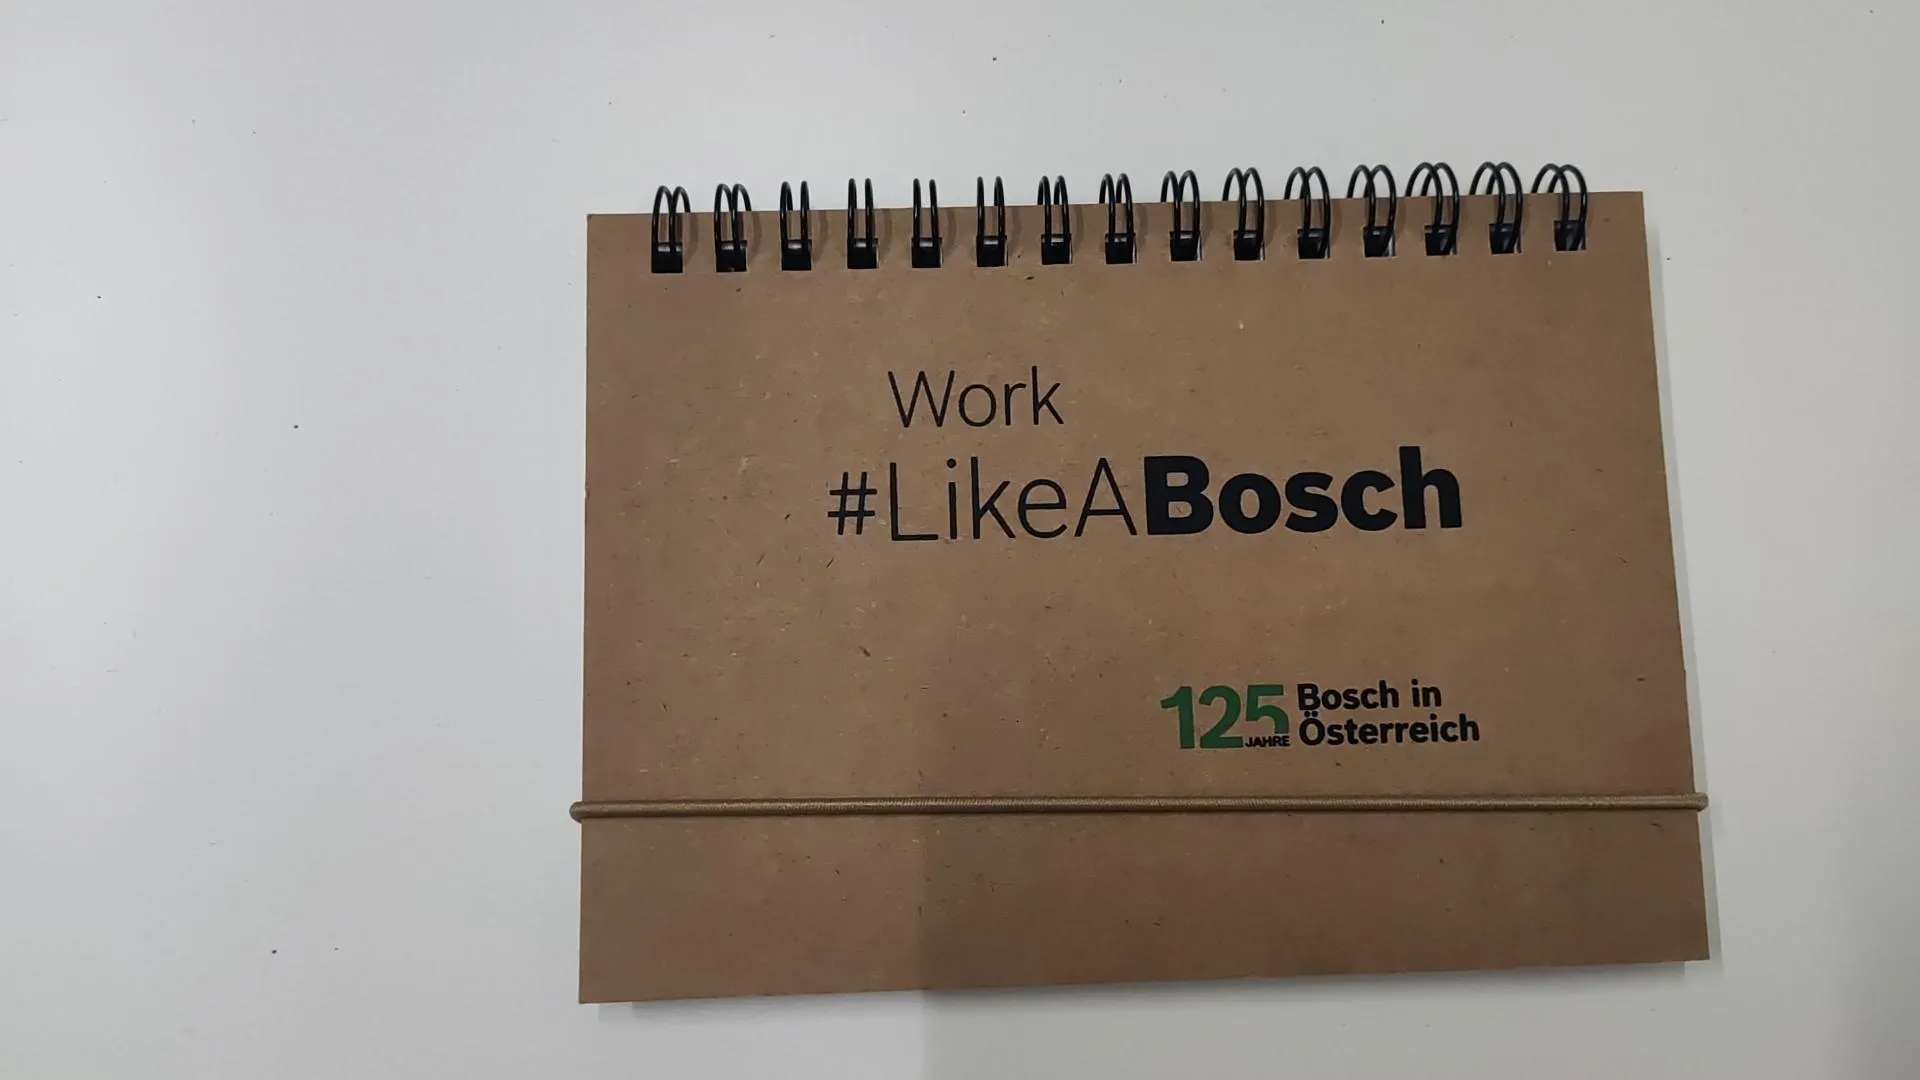 Work
#LikeABosch
125 JAHRE
Bosch in
Österreich